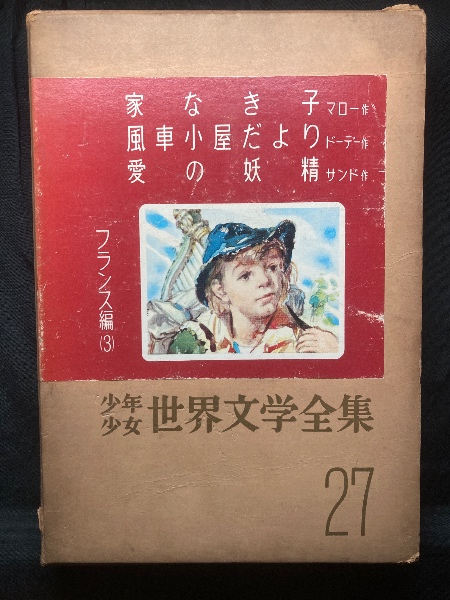 家なき子 マロー作
風車小屋だより ドーデー作
愛の妖精 サンド作
フランス編(3)
少年少女 世界文学全集
27